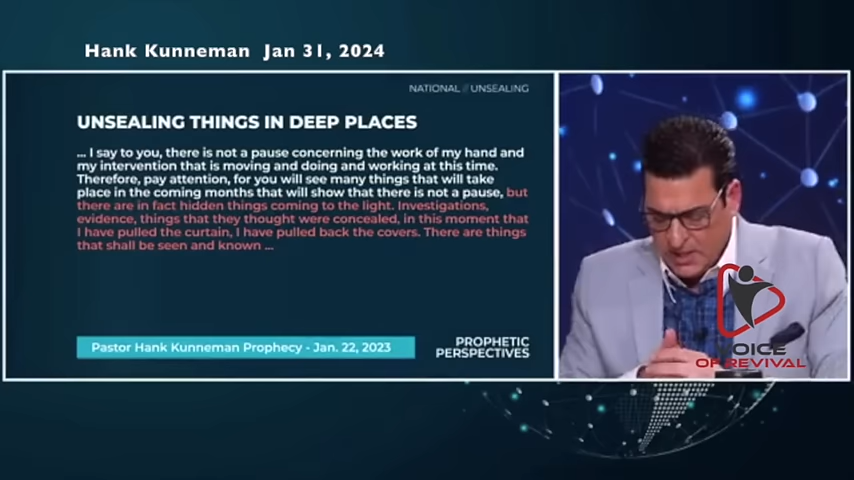 Hank Kunneman Jan 31, 2024
NATIONAL // UNSEALING
UNSEALING THINGS IN DEEP PLACES
... I say to you, there is not a pause concerning the work of my hand and
my intervention that is moving and doing and working at this time.
Therefore, pay attention, for you will see many things that will take
place in the coming months that will show that there is not a pause, but
there are in fact hidden things coming to the light. Investigations,
evidence, things that they thought were concealed, in this moment that
I have pulled the curtain, I have pulled back the covers. There are things
that shall be seen and known ...
Pastor Hank Kunneman Prophecy - Jan. 22, 2023
PROPHETIC
PERSPECTIVES
OICE
OF REVIVAL